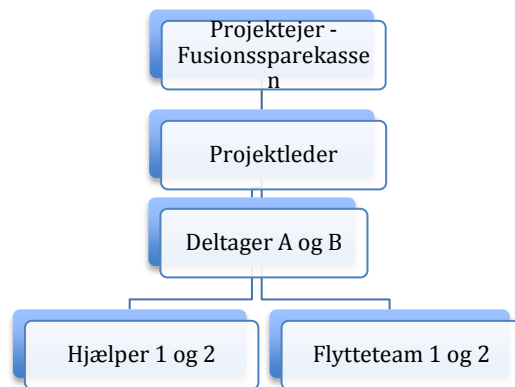 Projektejer -
Fusionssparekasse
n
Projektleder
Deltager A og B
Hjælper 1 og 2
Flytteteam 1 og 2